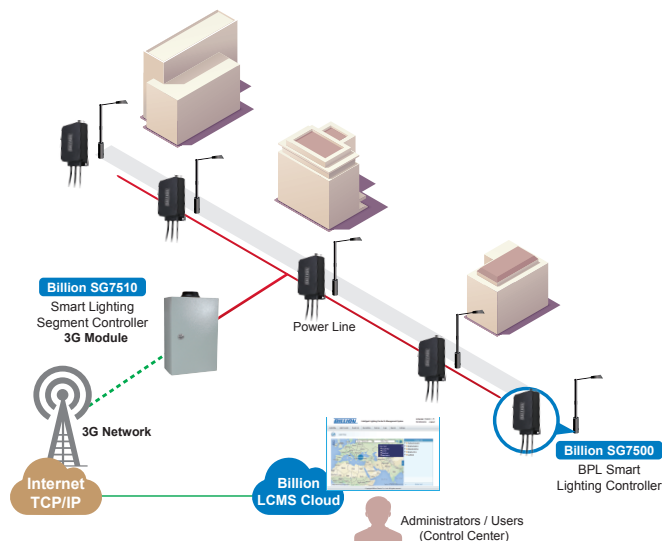 Billion SG7510
Smart Lighting
Segment Controller
3G Module
Power Line
3G Network
Internet
TCP/IP
Billion
LCMS Cloud
BILLION
Billion SG7500
BPL Smart
Lighting Controller
Administrators / Users
(Control Center)